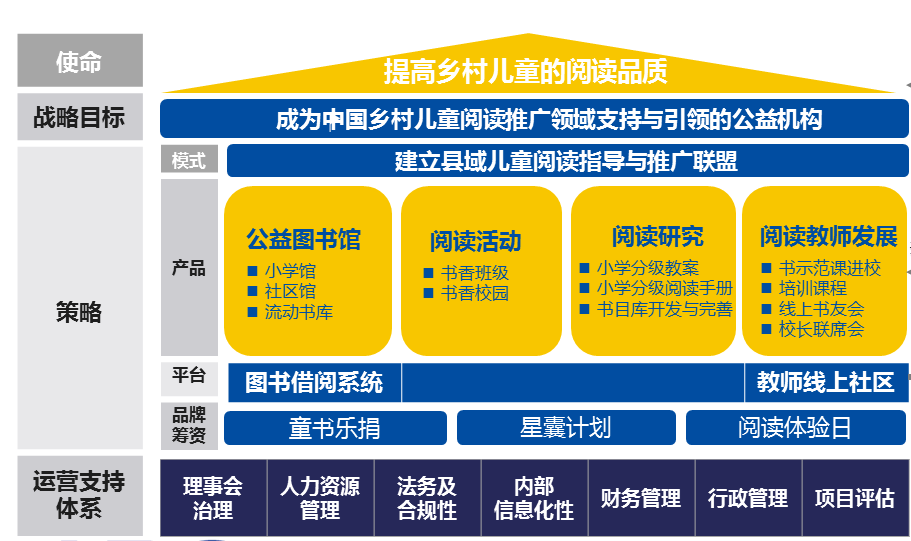 使命
提高乡村儿童的阅读品质
战略目标
成为中国乡村儿童阅读推广领域支持与引领的公益机构
策略
模式
建立县域儿童阅读指导与推广联盟
产品
公益图书馆
小学馆
社区馆
流动书库
阅读活动
书香班级
书香校园
阅读研究
小学分级教案
小学分级阅读手册
书目库开发与完善
阅读教师发展
书示范课进校
培训课程
线上书友会
校长联席会
平台
图书借阅系统
教师线上社区
品牌
筹资
童书乐捐
星囊计划
阅读体验日
运营支持
体系
理事会
治理
人力资源
管理
法务及
合规性
内部
信息化性
财务管理
行政管理
项目评估